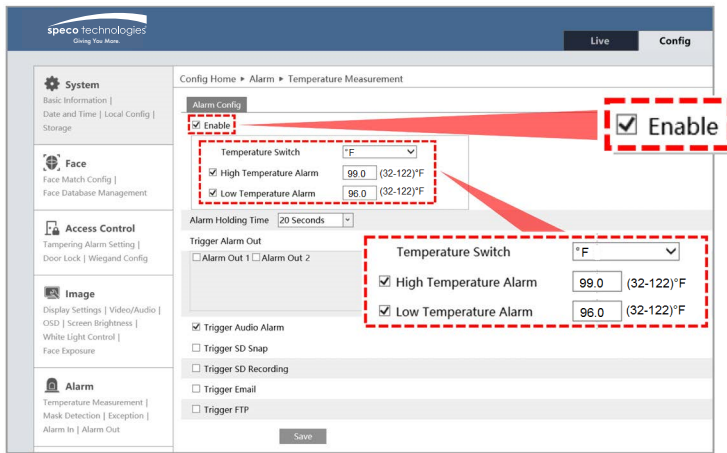 speco technologies®
Giving You More.
Live
Config
System
Basic Information |
Date and Time | Local Config |
Storage
Face
Face Match Config |
Face Database Management
Access Control
Tampering Alarm Setting |
Door Lock | Wiegand Config
Image
Display Settings | Video/Audio |
OSD | Screen Brightness |
White Light Control |
Face Exposure
Alarm
Temperature Measurement |
Mask Detection | Exception |
Alarm In | Alarm Out
Config Home ▸ Alarm ▸ Temperature Measurement
Alarm Config
Enable
Temperature Switch °F
High Temperature Alarm 99.0 (32-122)°F
Low Temperature Alarm 96.0 (32-122)°F
Alarm Holding Time 20 Seconds
Trigger Alarm Out
Alarm Out 1 Alarm Out 2
Trigger Audio Alarm
Trigger SD Snap
Trigger SD Recording
Trigger Email
Trigger FTP
Save
Enable
Temperature Switch °F
High Temperature Alarm 99.0 (32-122)°F
Low Temperature Alarm 96.0 (32-122)°F